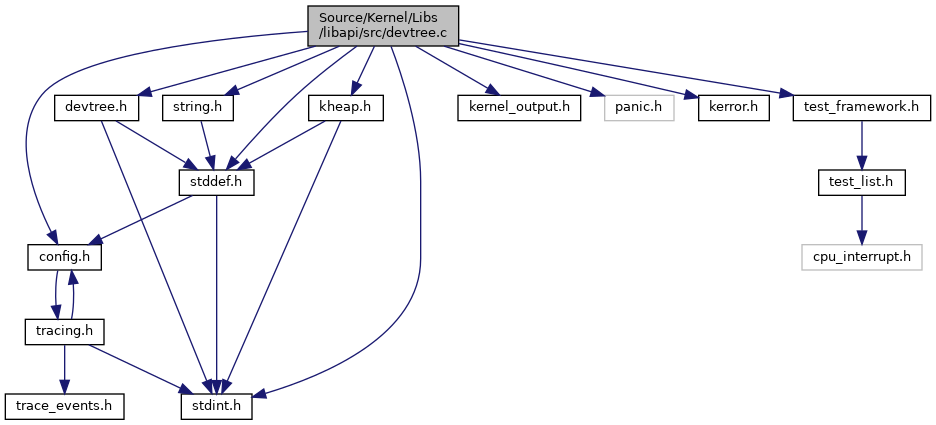 Source/Kernel/Libs
/libapi/src/devtree.c
devtree.h
string.h
kheap.h
kernel_output.h
panic.h
kerror.h
test_framework.h
stddef.h
test_list.h
config.h
cpu_interrupt.h
tracing.h
trace_events.h
stdint.h